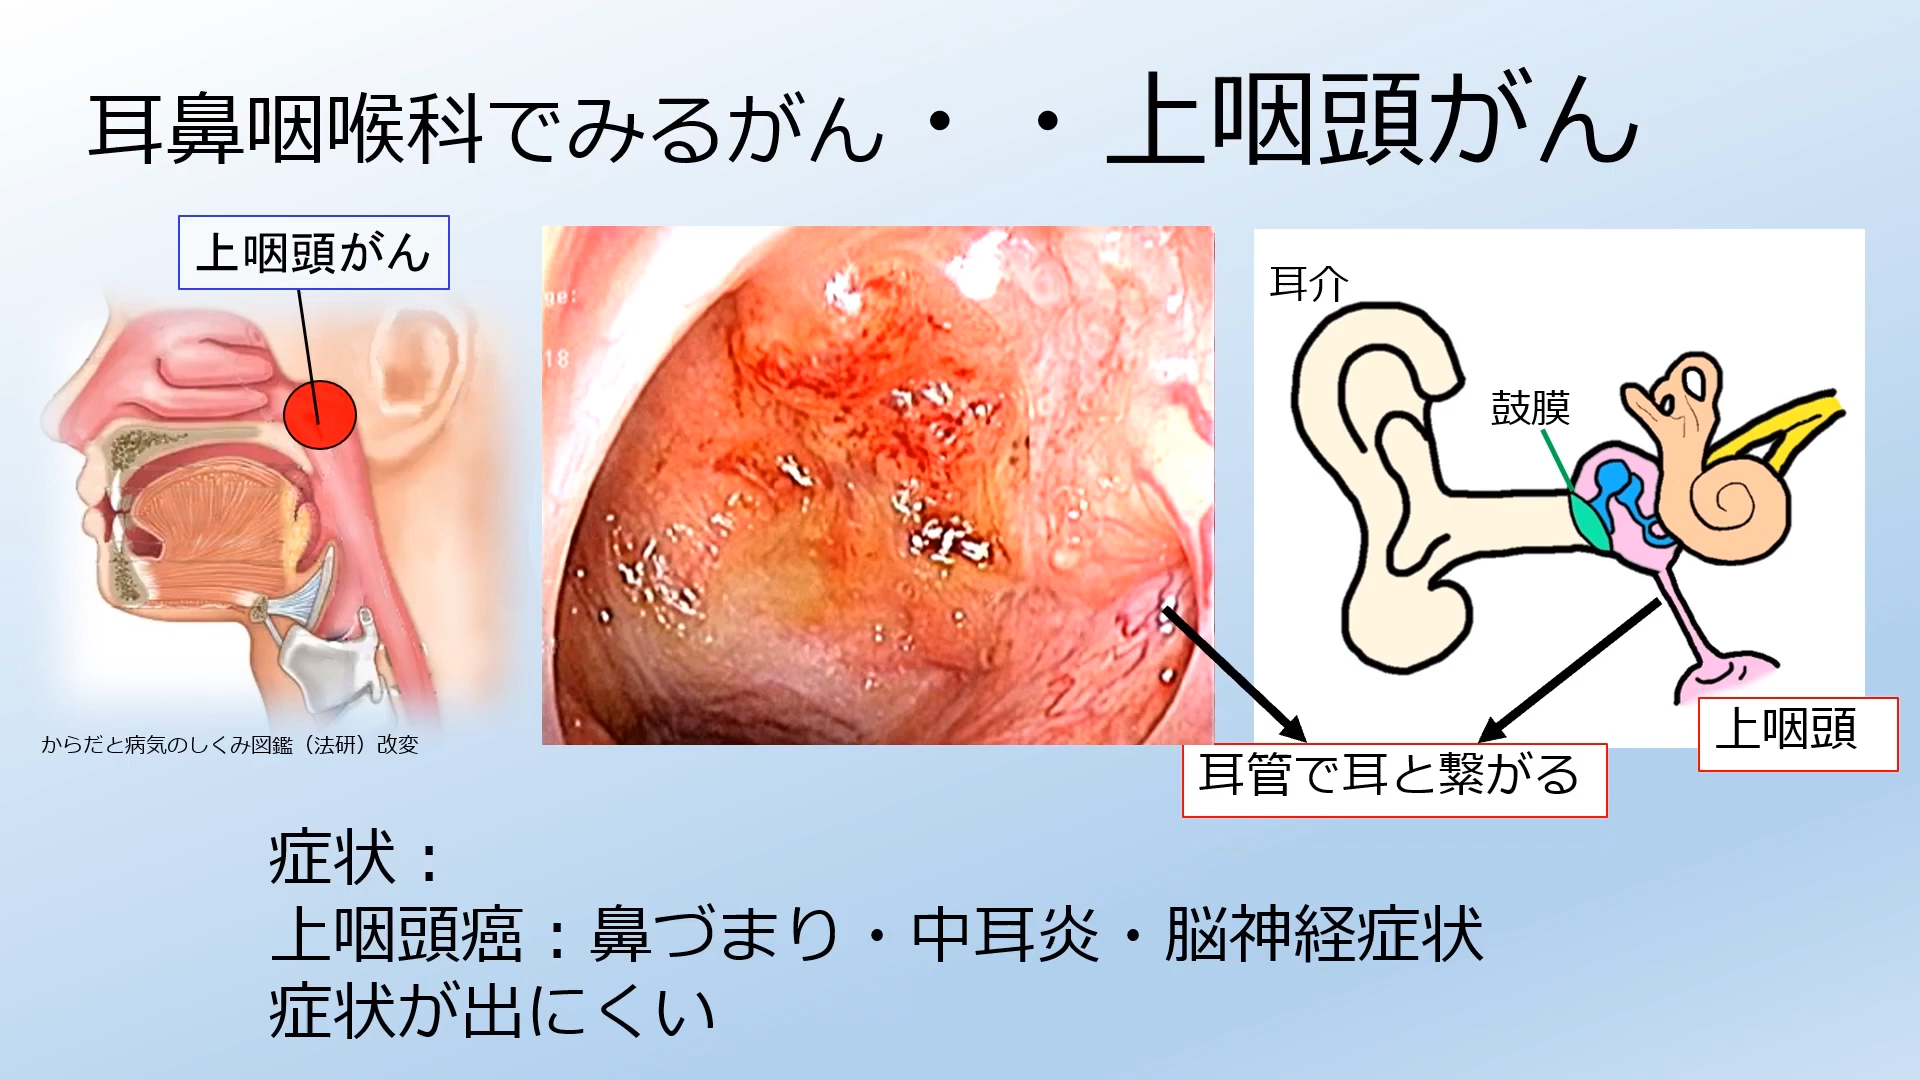 耳鼻咽喉科でみるがん・・上咽頭がん
上咽頭がん
ge:
18
耳介
鼓膜
上咽頭
耳管で耳と繋がる
からだと病気のしくみ図鑑（法研）改変
症状：
上咽頭癌：鼻づまり・中耳炎・脳神経症状
症状が出にくい